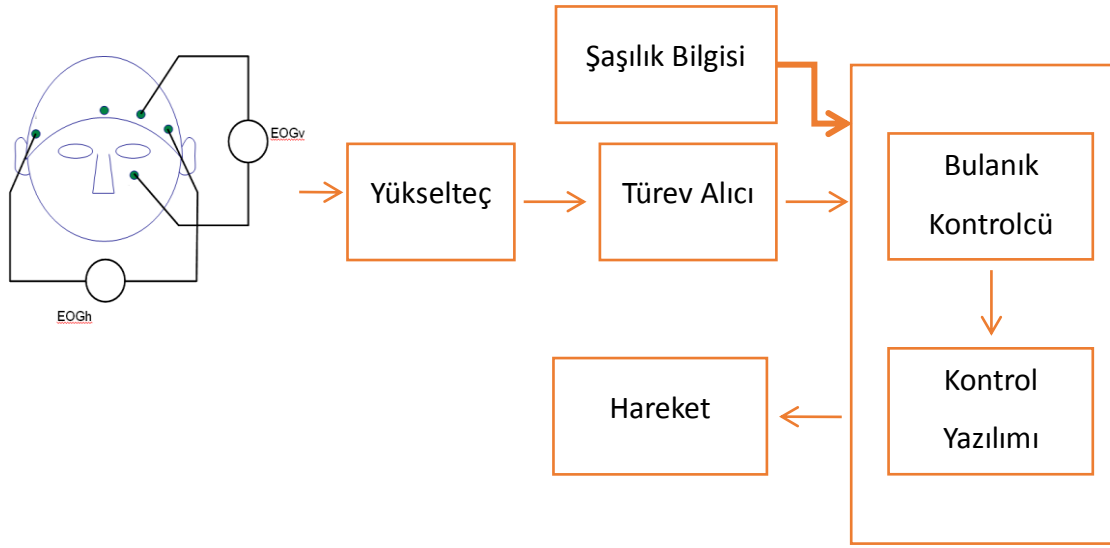 EOGv
EOGh
Yükselteç
Türev Alıcı
Şaşılık Bilgisi
Bulanık
Kontrolcü
Kontrol
Yazılımı
Hareket